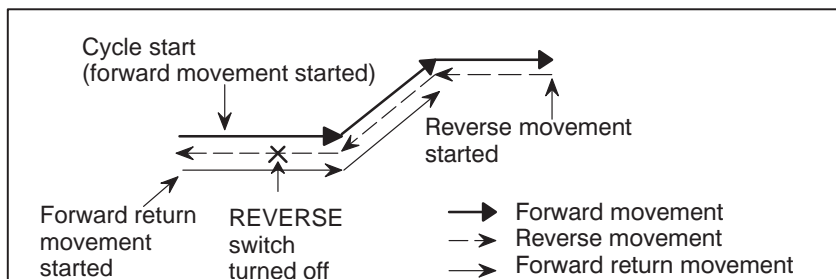 Cycle start
(forward movement started)
Reverse movement
started
Forward return
movement
started
REVERSE
switch
turned off
Forward movement
Reverse movement
Forward return movement